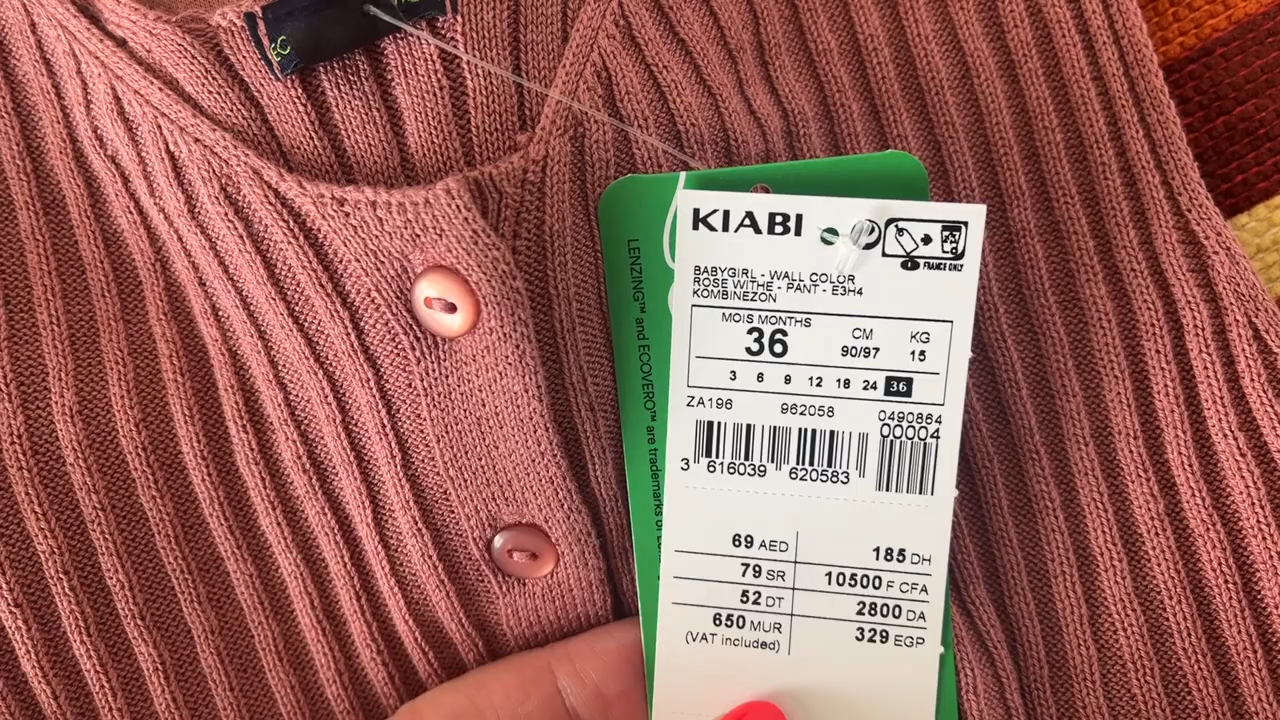 EC
LENZING™ and ECOVERO™ are trademarks of
KIABI
FRANCE ONLY
BABYGIRL - WALL COLOR
ROSE WITHE - PANT - E3H4
KOMBINEZON
MOIS MONTHS CM KG
36 90/97 15
3 6 9 12 18 24 36
ZA196 962058 0490864
00004
3 616039 620583
69 AED 185 DH
79 SR 10500 F CFA
52 DT 2800 DA
650 MUR 329 EGP
(VAT included)